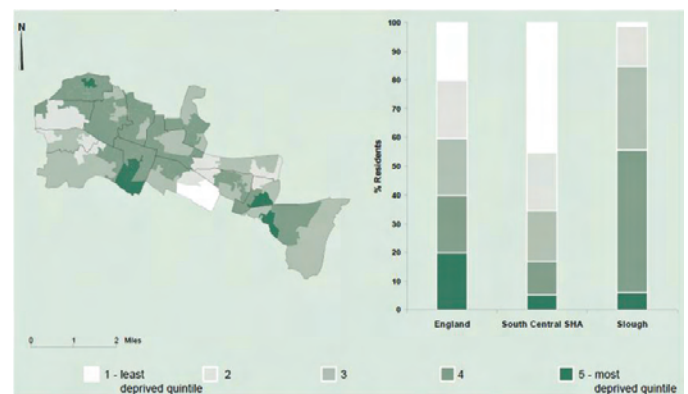 N
0 1 2 Miles
% Residents
100
90
80
70
60
50
40
30
20
10
0
England South Central SHA Slough
1 - least
deprived quintile
2
3
4
5 - most
deprived quintile